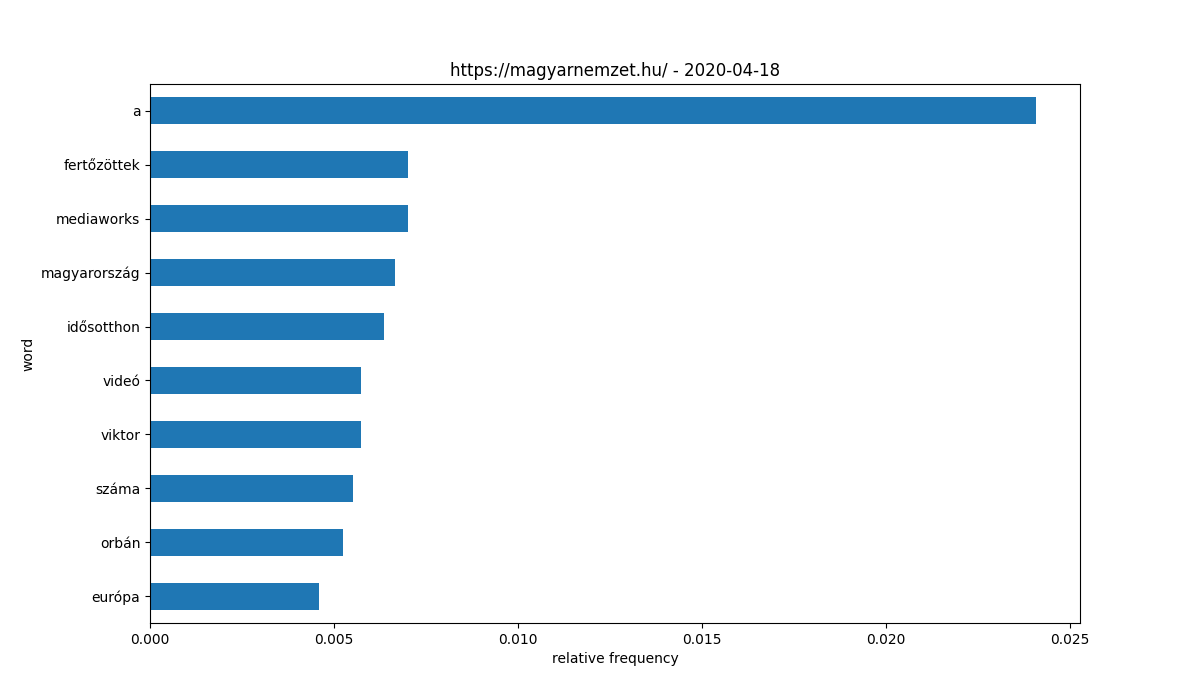 https://magyarnemzet.hu/ - 2020-04-18
a
fertőzöttek
mediaworks
magyarország
idősotthon
videó
viktor
száma
orbán
európa
word
0.000 0.005 0.010 0.015 0.020 0.025
relative frequency